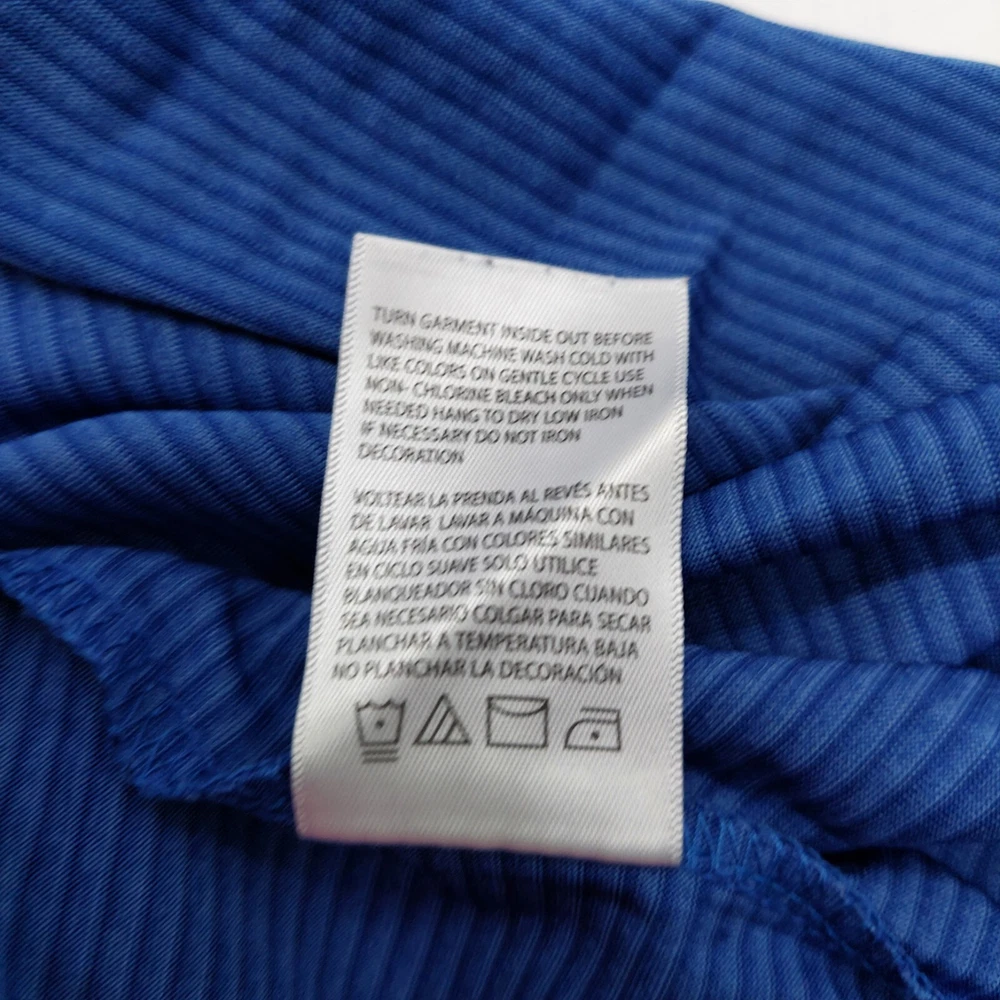 TURN GARMENT INSIDE OUT BEFORE
WASHING MACHINE WASH COLD WITH
LIKE COLORS ON GENTLE CYCLE USE
NON- CHLORINE BLEACH ONLY WHEN
NEEDED HANG TO DRY LOW IRON
IF NECESSARY DO NOT IRON
DECORATION
VOLTEAR LA PRENDA AL REVÉS ANTES
DE LAVAR LAVAR A MÁQUINA CON
AGUA FRÍA CON COLORES SIMILARES
EN CICLO SUAVE SOLO UTILICE
BLANQUEADOR SIN CLORO CUANDO
SEA NECESARIO COLGAR PARA SECAR
PLANCHAR A TEMPERATURA BAJA
NO PLANCHAR LA DECORACIÓN